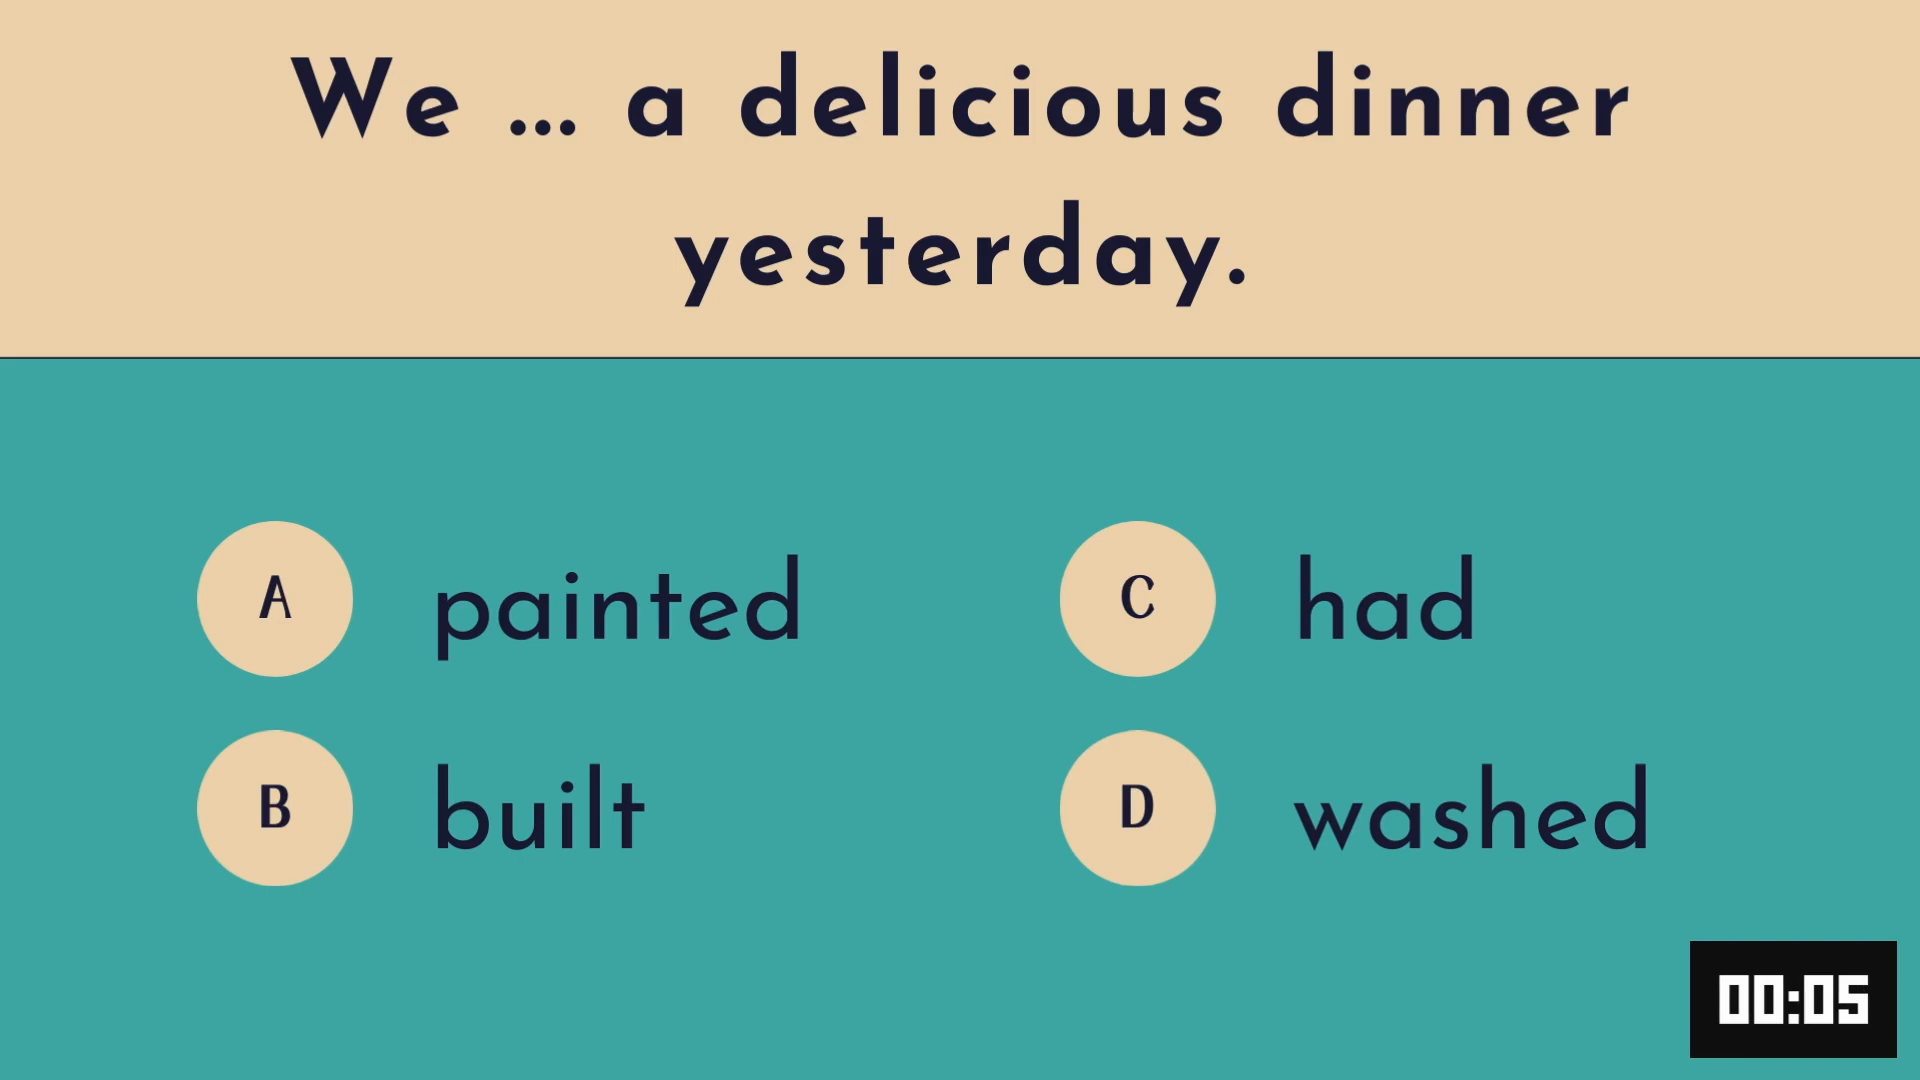 We ... a delicious dinner
yesterday.
A painted
B built
C had
D washed
00:05